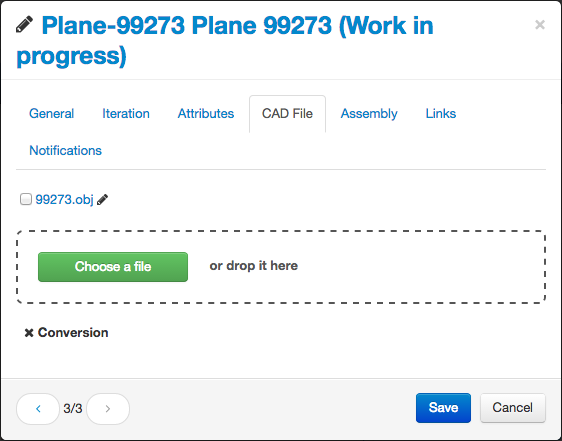 Plane-99273 Plane 99273 (Work in
progress)
×
General Iteration Attributes CAD File Assembly Links
Notifications
99273.obj
Choose a file or drop it here
Conversion
3/3 Save Cancel